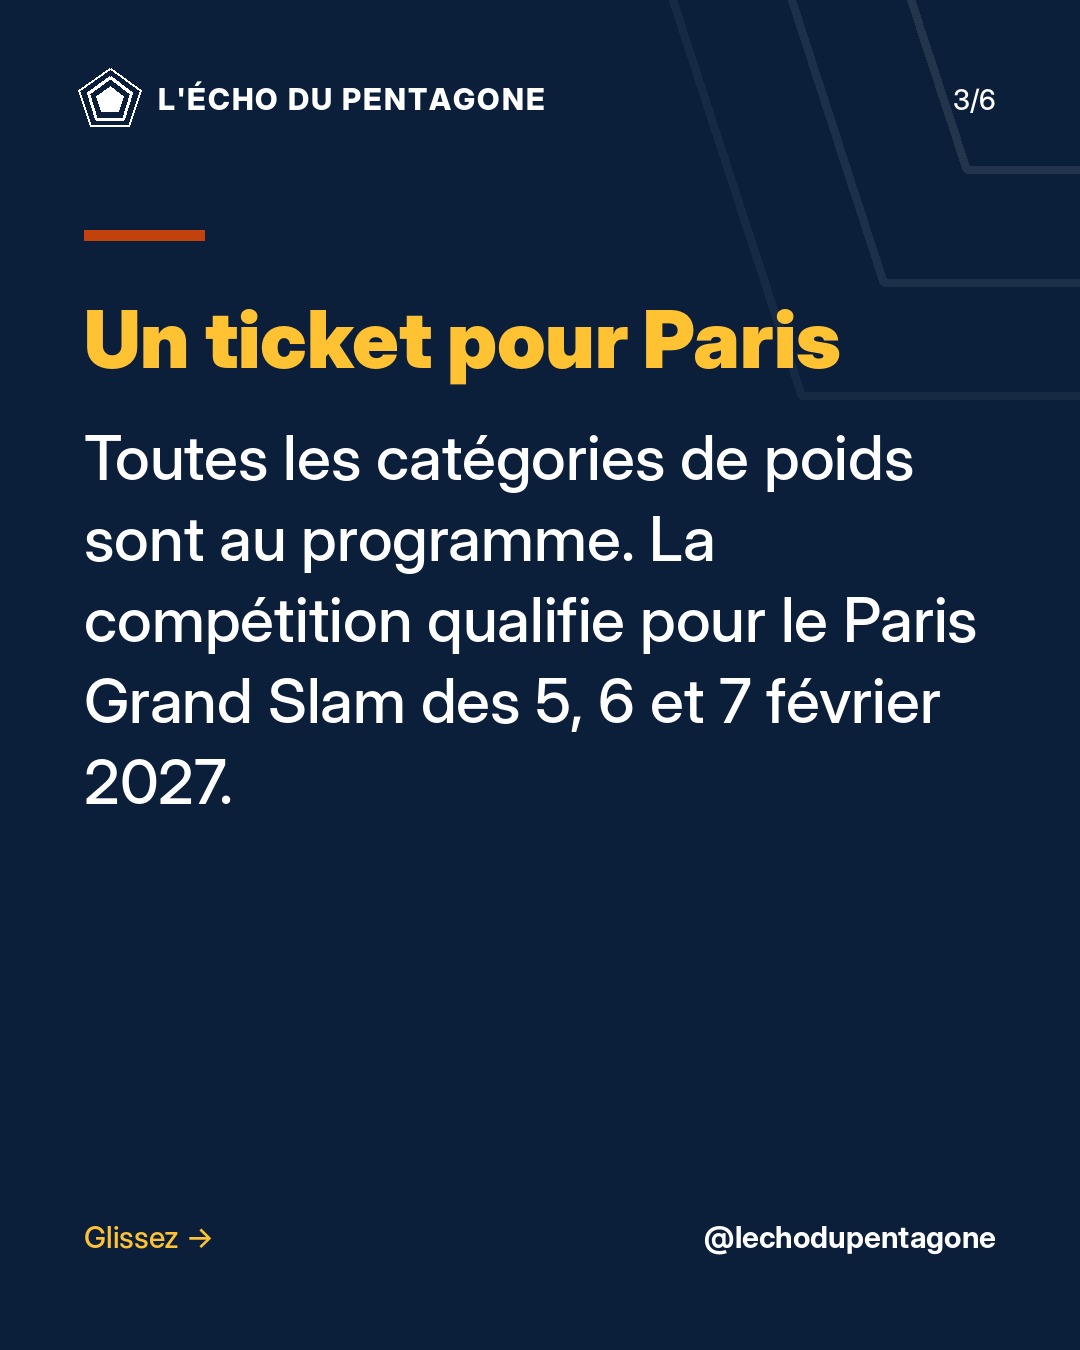 L'ÉCHO DU PENTAGONE
3/6
Un ticket pour Paris
Toutes les catégories de poids
sont au programme. La
compétition qualifie pour le Paris
Grand Slam des 5, 6 et 7 février
2027.
Glissez →
@lechodupentagone